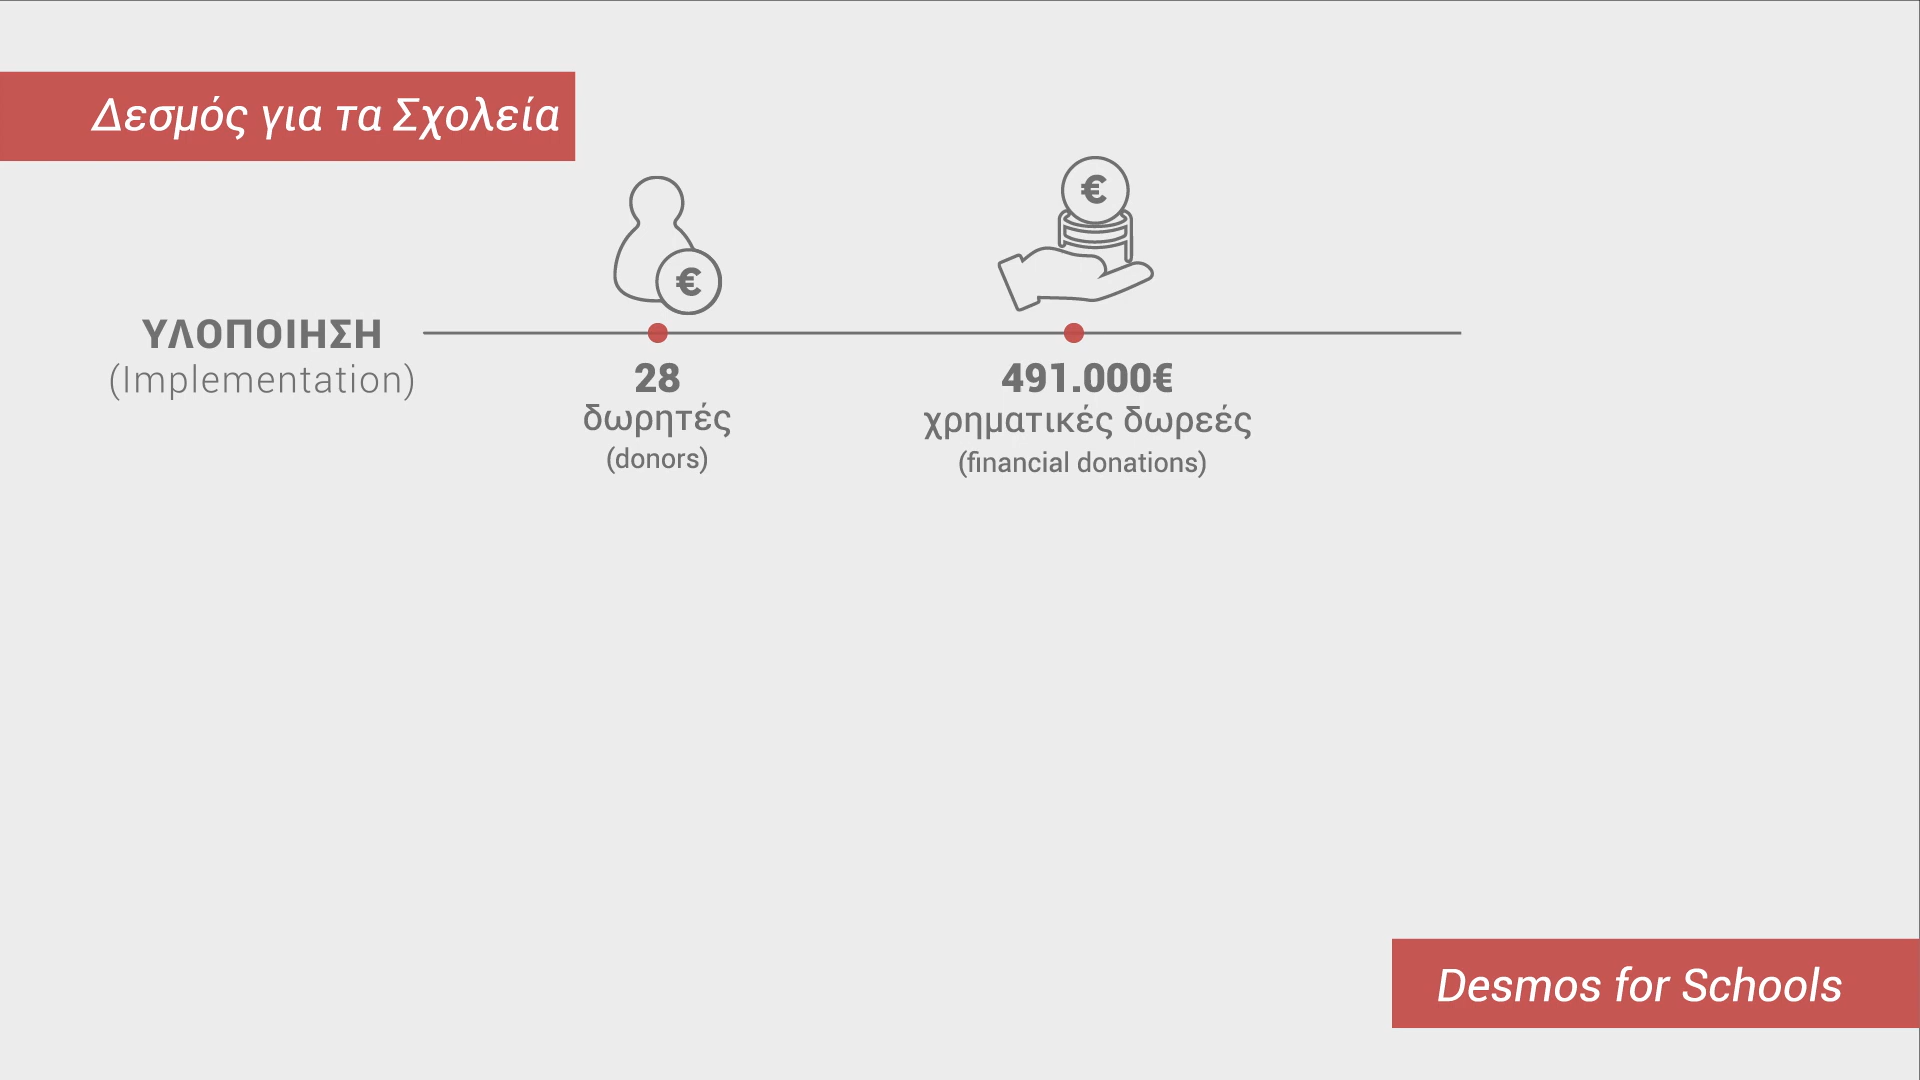 Δεσμός για τα Σχολεία
€
€
ΥΛΟΠΟΙΗΣΗ
(Implementation)
28
δωρητές
(donors)
491.000€
χρηματικές δωρεές
(financial donations)
Desmos for Schools